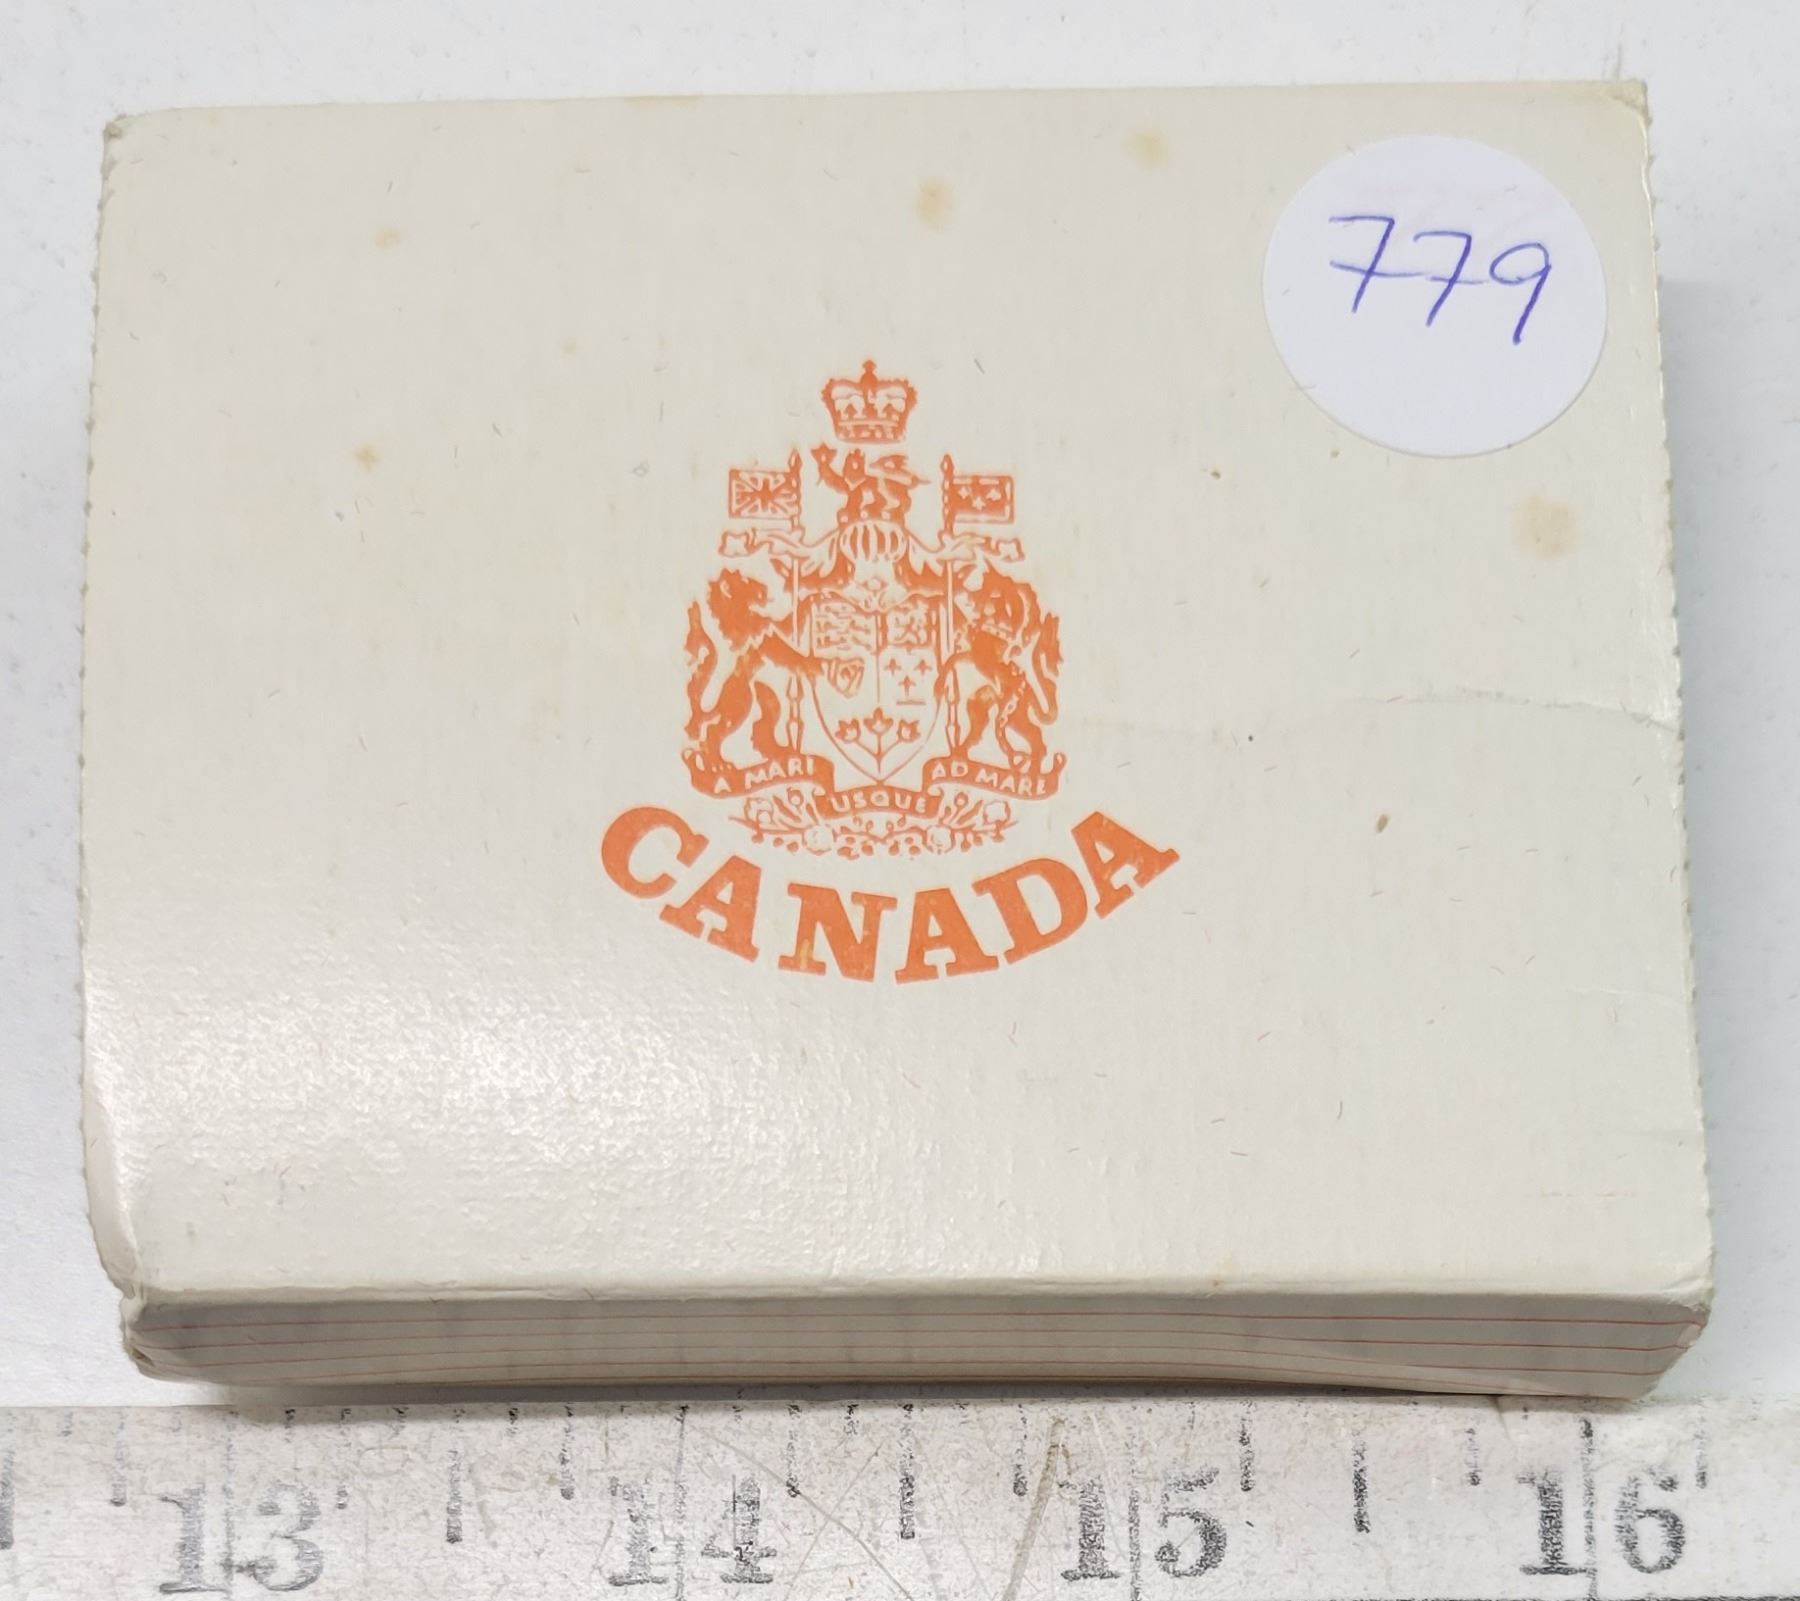 779
A MARI USQUE AD MARE
CANADA
13 14 15 16